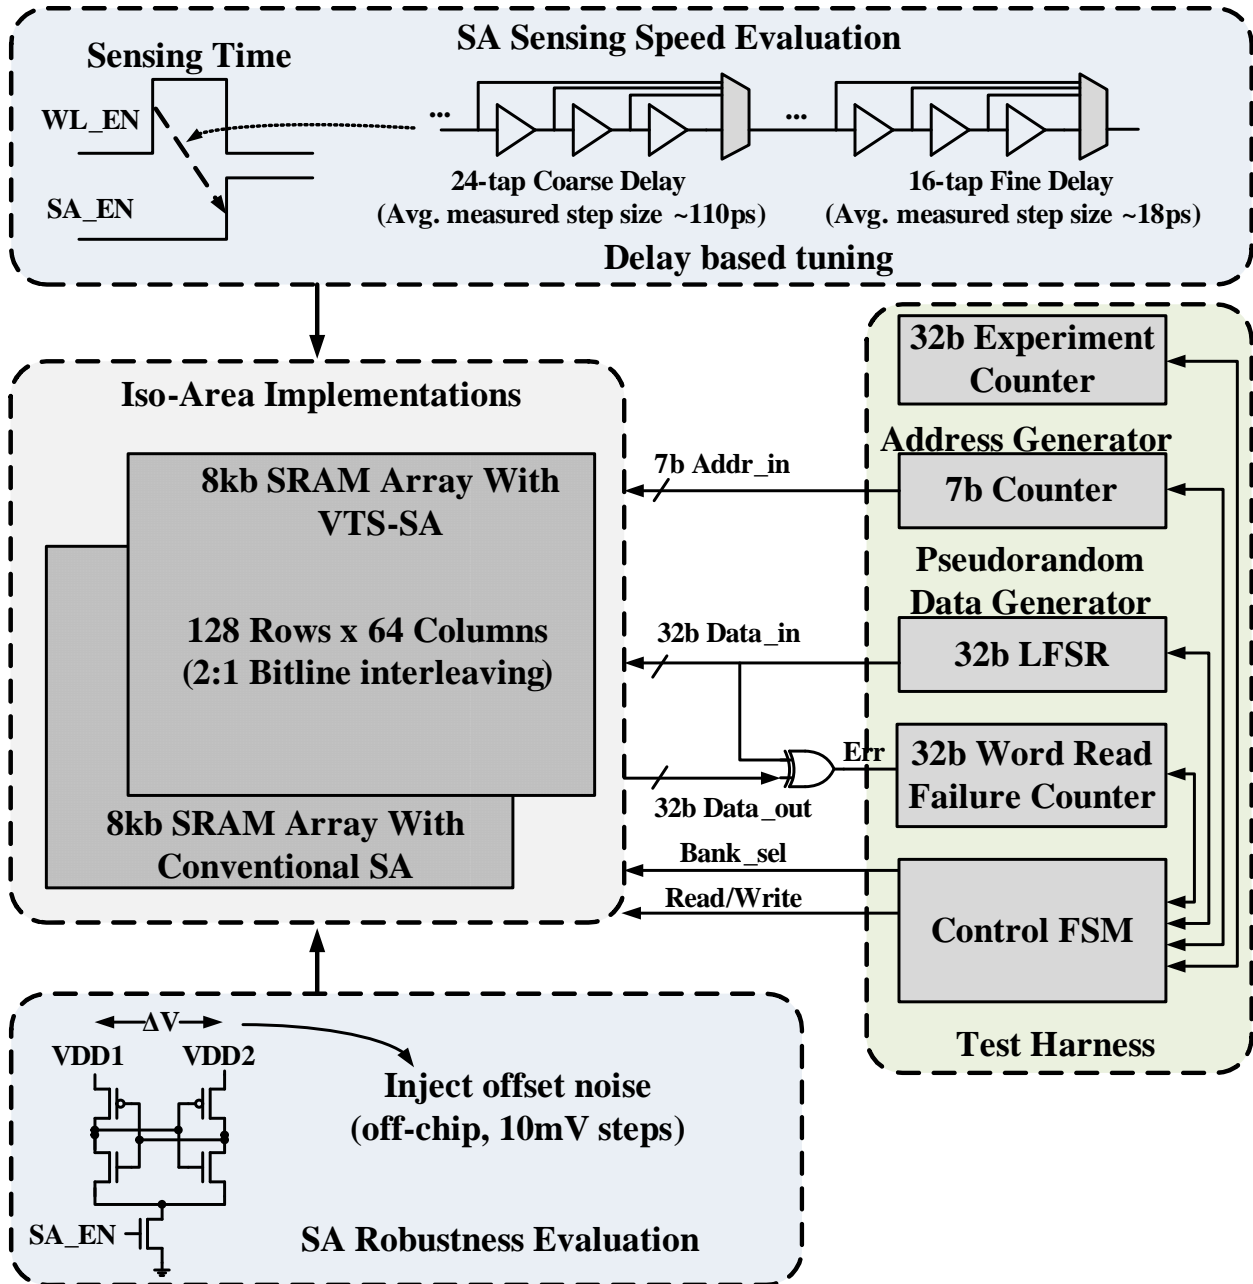 SA Sensing Speed Evaluation
Sensing Time
WL_EN
SA_EN
...
...
24-tap Coarse Delay
(Avg. measured step size ~110ps)
16-tap Fine Delay
(Avg. measured step size ~18ps)
Delay based tuning
Iso-Area Implementations
8kb SRAM Array With
VTS-SA
128 Rows x 64 Columns
(2:1 Bitline interleaving)
8kb SRAM Array With
Conventional SA
7b Addr_in
32b Data_in
Err
32b Data_out
Bank_sel
Read/Write
32b Experiment
Counter
Address Generator
7b Counter
Pseudorandom
Data Generator
32b LFSR
32b Word Read
Failure Counter
Control FSM
Test Harness
ΔV
VDD1
VDD2
Inject offset noise
(off-chip, 10mV steps)
SA_EN
SA Robustness Evaluation